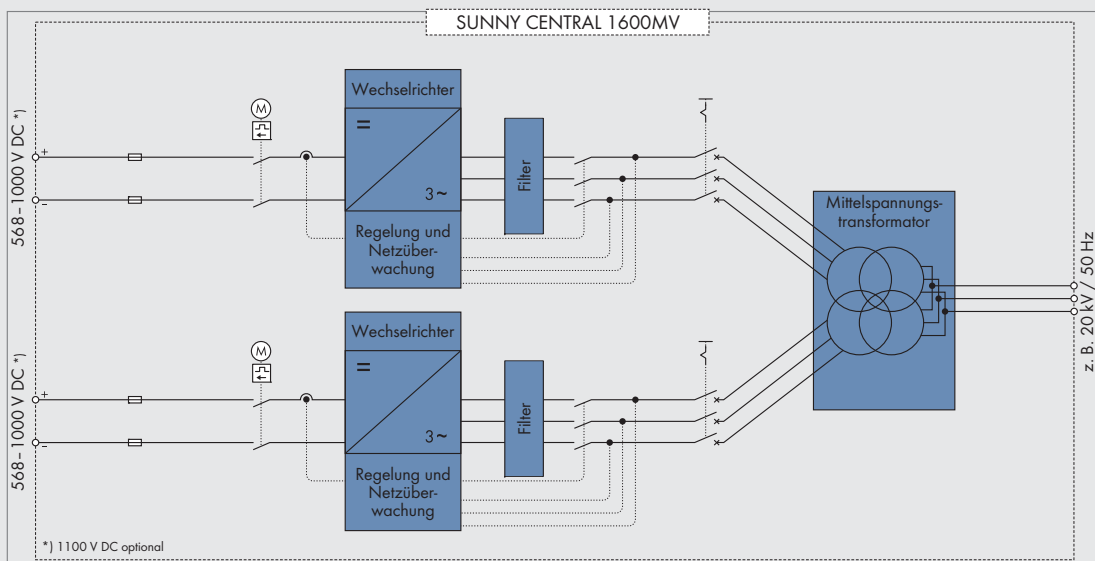 SUNNY CENTRAL 1600MV
568–1000 V DC *)
+
-
M
Wechselrichter
=
3~
Regelung und
Netzüber-
wachung
Filter
Mittelspannungs-
transformator
z. B. 20 kV / 50 Hz
568–1000 V DC *)
+
-
M
Wechselrichter
=
3~
Regelung und
Netzüber-
wachung
Filter
*) 1100 V DC optional